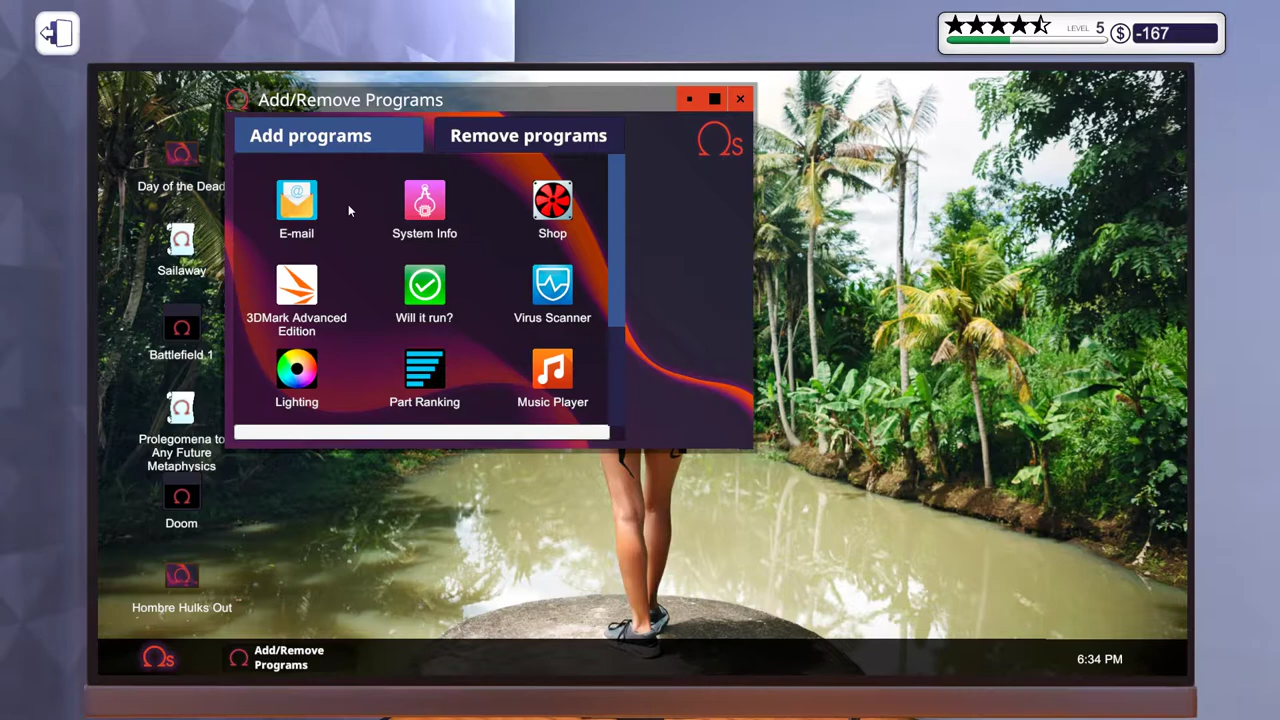 LEVEL 5
$ -167
Add/Remove Programs
Add programs
Remove programs
E-mail
System Info
Shop
3DMark Advanced
Edition
Will it run?
Virus Scanner
Lighting
Part Ranking
Music Player
Day of the Dead
Sailaway
Battlefield 1
Prolegomena to
Any Future
Metaphysics
Doom
Hombre Hulks Out
Ωs
Add/Remove
Programs
6:34 PM